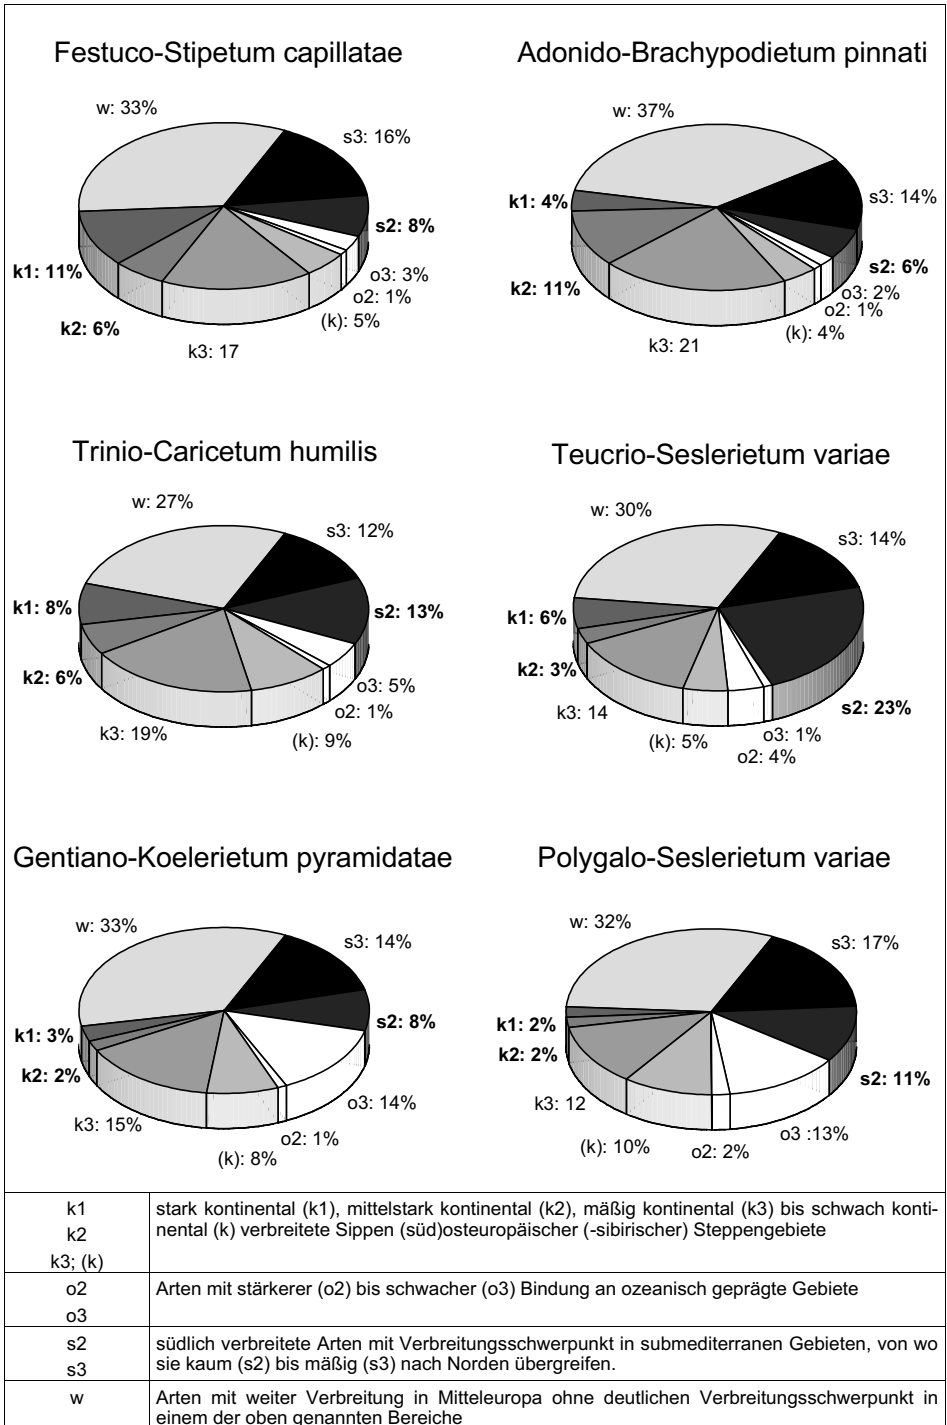 Festuco-Stipetum capillatae
w: 33%
s3: 16%
s2: 8%
o3: 3%
o2: 1%
(k): 5%
k3: 17
k2: 6%
k1: 11%
Adonido-Brachypodietum pinnati
w: 37%
s3: 14%
s2: 6%
o3: 2%
o2: 1%
(k): 4%
k3: 21
k2: 11%
k1: 4%
Trinio-Caricetum humilis
w: 27%
s3: 12%
s2: 13%
o3: 5%
o2: 1%
(k): 9%
k3: 19%
k2: 6%
k1: 8%
Teucrio-Seslerietum variae
w: 30%
s3: 14%
s2: 23%
o3: 1%
o2: 4%
(k): 5%
k3: 14
k2: 3%
k1: 6%
Gentiano-Koelerietum pyramidatae
w: 33%
s3: 14%
s2: 8%
o3: 14%
o2: 1%
(k): 8%
k3: 15%
k2: 2%
k1: 3%
Polygalo-Seslerietum variae
w: 32%
s3: 17%
s2: 11%
o3 :13%
o2: 2%
(k): 10%
k3: 12
k2: 2%
k1: 2%
k1
k2
k3; (k)
stark kontinental (k1), mittelstark kontinental (k2), mäßig kontinental (k3) bis schwach konti-
nental (k) verbreitete Sippen (süd)osteuropäischer (-sibirischer) Steppengebiete
o2
o3
Arten mit stärkerer (o2) bis schwacher (o3) Bindung an ozeanisch geprägte Gebiete
s2
s3
südlich verbreitete Arten mit Verbreitungsschwerpunkt in submediterranen Gebieten, von wo
sie kaum (s2) bis mäßig (s3) nach Norden übergreifen.
w
Arten mit weiter Verbreitung in Mitteleuropa ohne deutlichen Verbreitungsschwerpunkt in
einem der oben genannten Bereiche